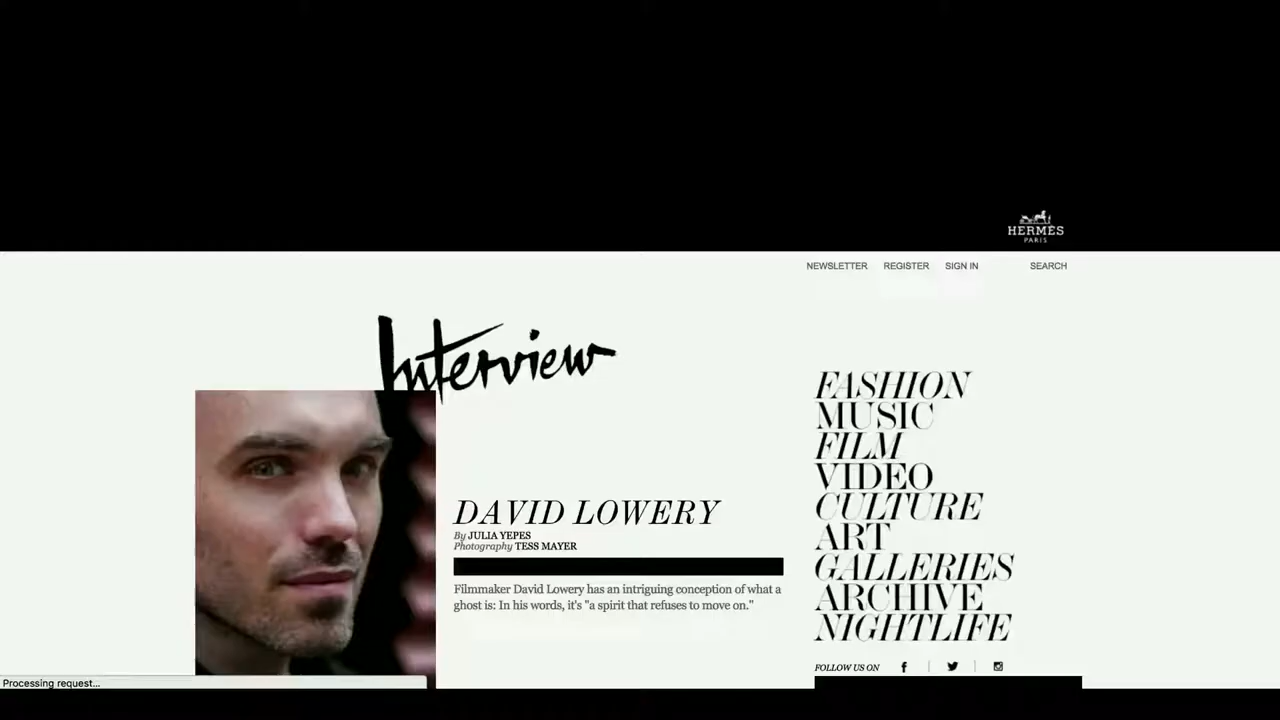 HERMÈS
PARIS
NEWSLETTER REGISTER SIGN IN SEARCH
Interview
FASHION
MUSIC
FILM
VIDEO
CULTURE
ART
GALLERIES
ARCHIVE
NIGHTLIFE
FOLLOW US ON
DAVID LOWERY
By JULIA YEPES
Photography TESS MAYER
Filmmaker David Lowery has an intriguing conception of what a
ghost is: In his words, it's "a spirit that refuses to move on."
Processing request...